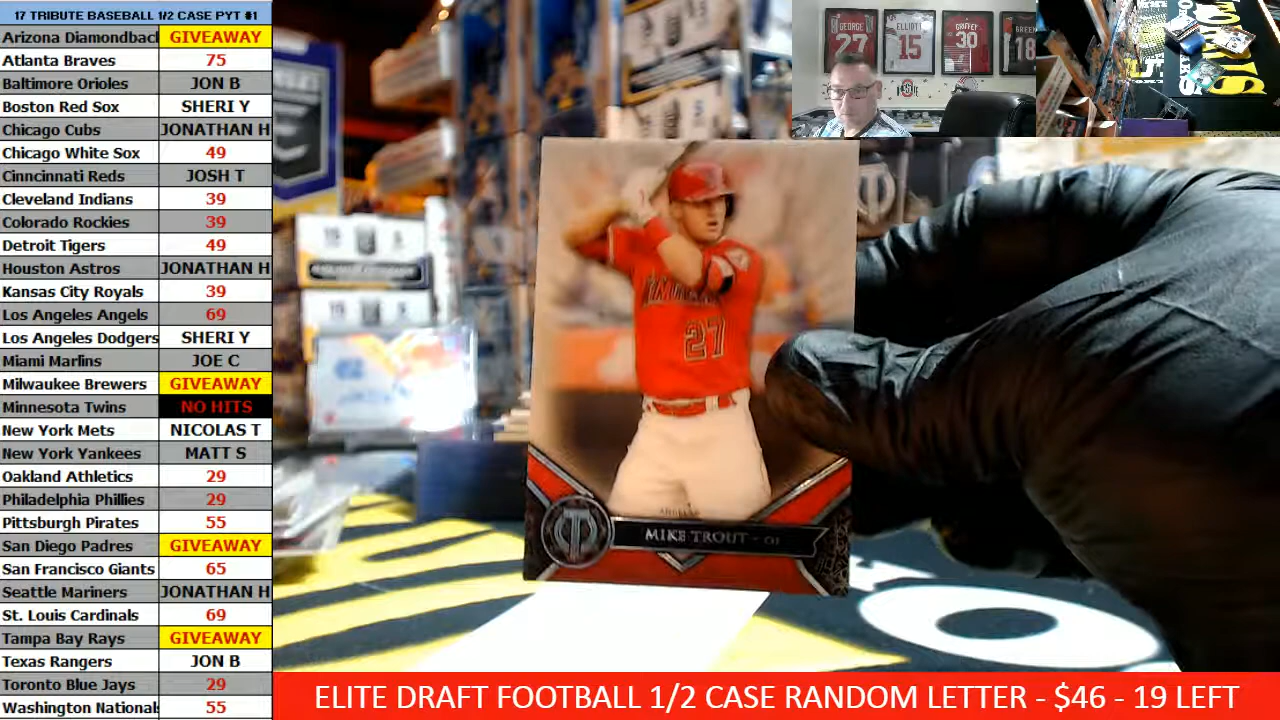 17 TRIBUTE BASEBALL 1/2 CASE PYT #1
Arizona Diamondbacl GIVEAWAY
Atlanta Braves 75
Baltimore Orioles JON B
Boston Red Sox SHERI Y
Chicago Cubs JONATHAN H
Chicago White Sox 49
Cinncinnati Reds JOSH T
Cleveland Indians 39
Colorado Rockies 39
Detroit Tigers 49
Houston Astros JONATHAN H
Kansas City Royals 39
Los Angeles Angels 69
Los Angeles Dodgers SHERI Y
Miami Marlins JOE C
Milwaukee Brewers GIVEAWAY
Minnesota Twins NO HITS
New York Mets NICOLAS T
New York Yankees MATT S
Oakland Athletics 29
Philadelphia Phillies 29
Pittsburgh Pirates 55
San Diego Padres GIVEAWAY
San Francisco Giants 65
Seattle Mariners JONATHAN H
St. Louis Cardinals 69
Tampa Bay Rays GIVEAWAY
Texas Rangers JON B
Toronto Blue Jays 29
Washington Nationals 55
GEORGE
27
ELLIOTT
15
GRIFFEY
30
GREEN
18
27
ANGELS
MIKE TROUT - OF
ELITE DRAFT FOOTBALL 1/2 CASE RANDOM LETTER - $46 - 19 LEFT